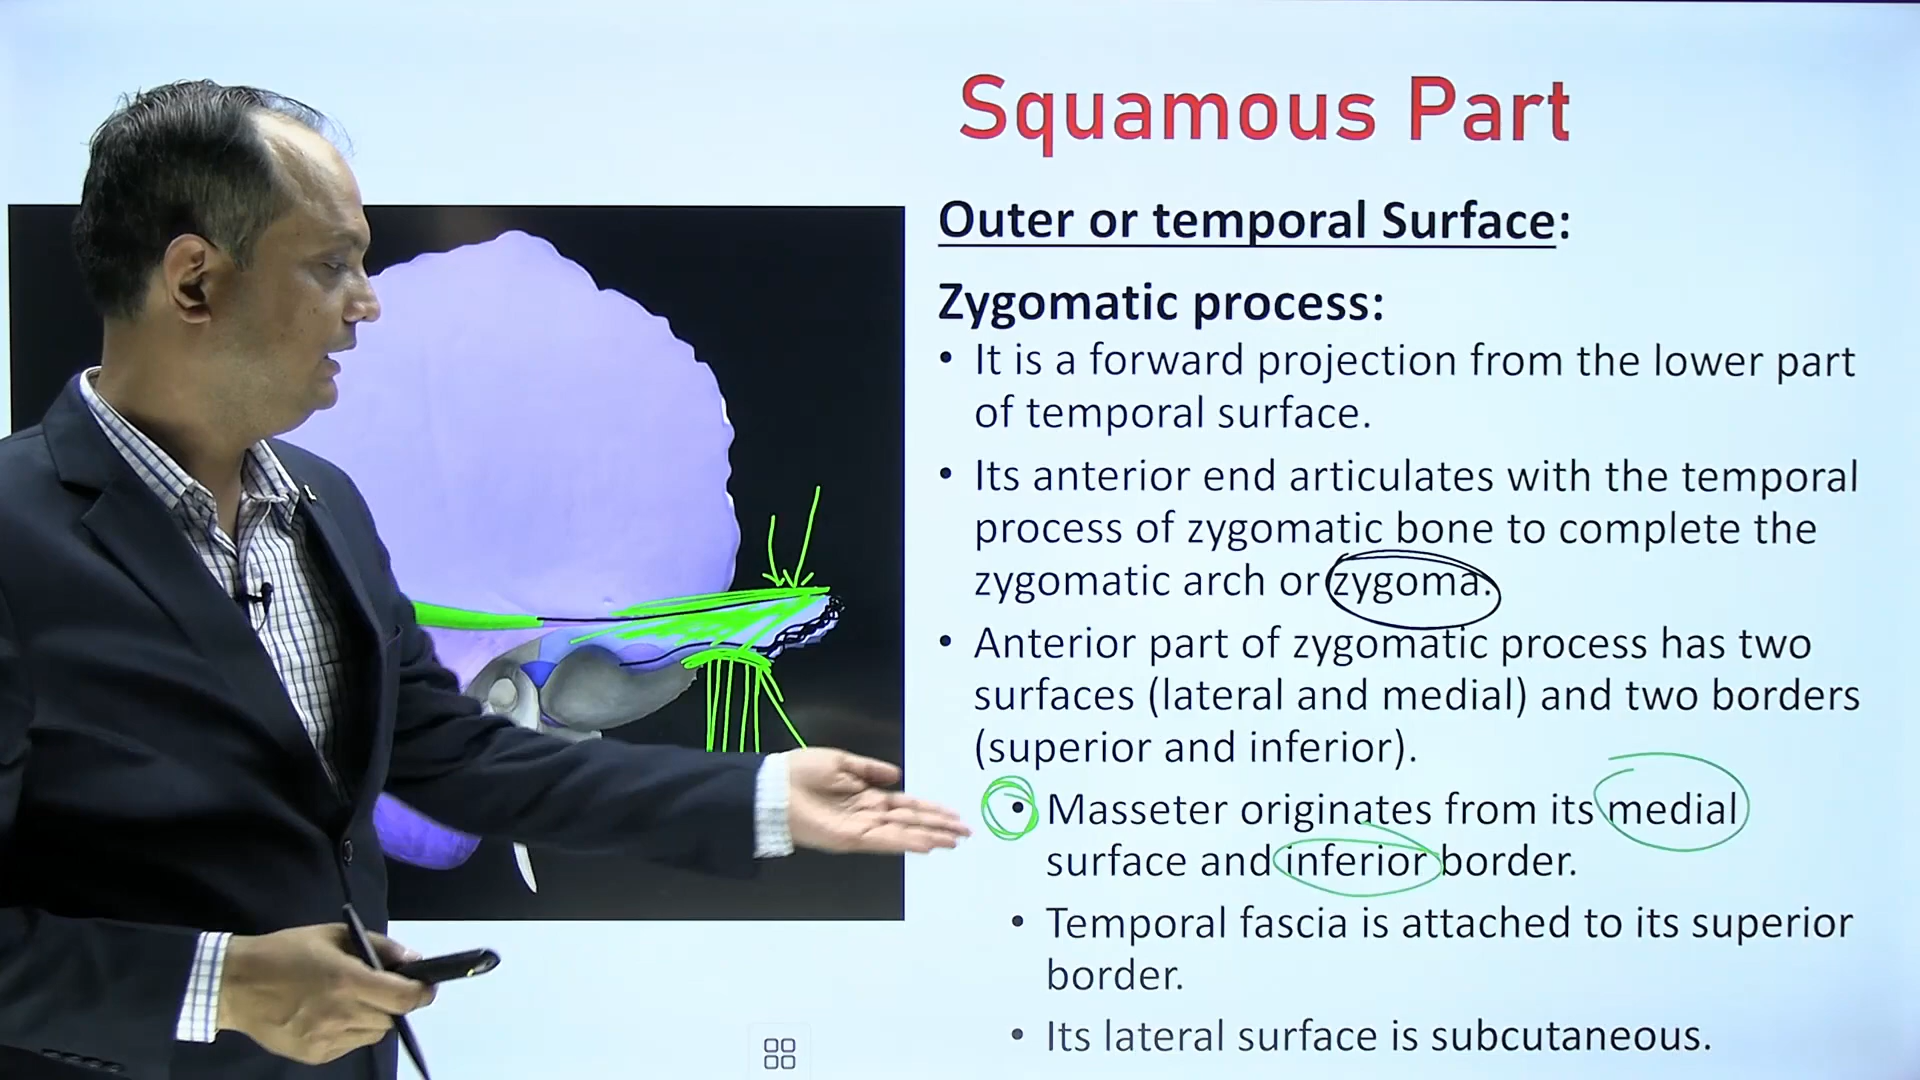 Squamous Part
Outer or temporal Surface:
Zygomatic process:
• It is a forward projection from the lower part
of temporal surface.
• Its anterior end articulates with the temporal
process of zygomatic bone to complete the
zygomatic arch or zygoma.
• Anterior part of zygomatic process has two
surfaces (lateral and medial) and two borders
(superior and inferior).
• Masseter originates from its medial
surface and inferior border.
• Temporal fascia is attached to its superior
border.
• Its lateral surface is subcutaneous.